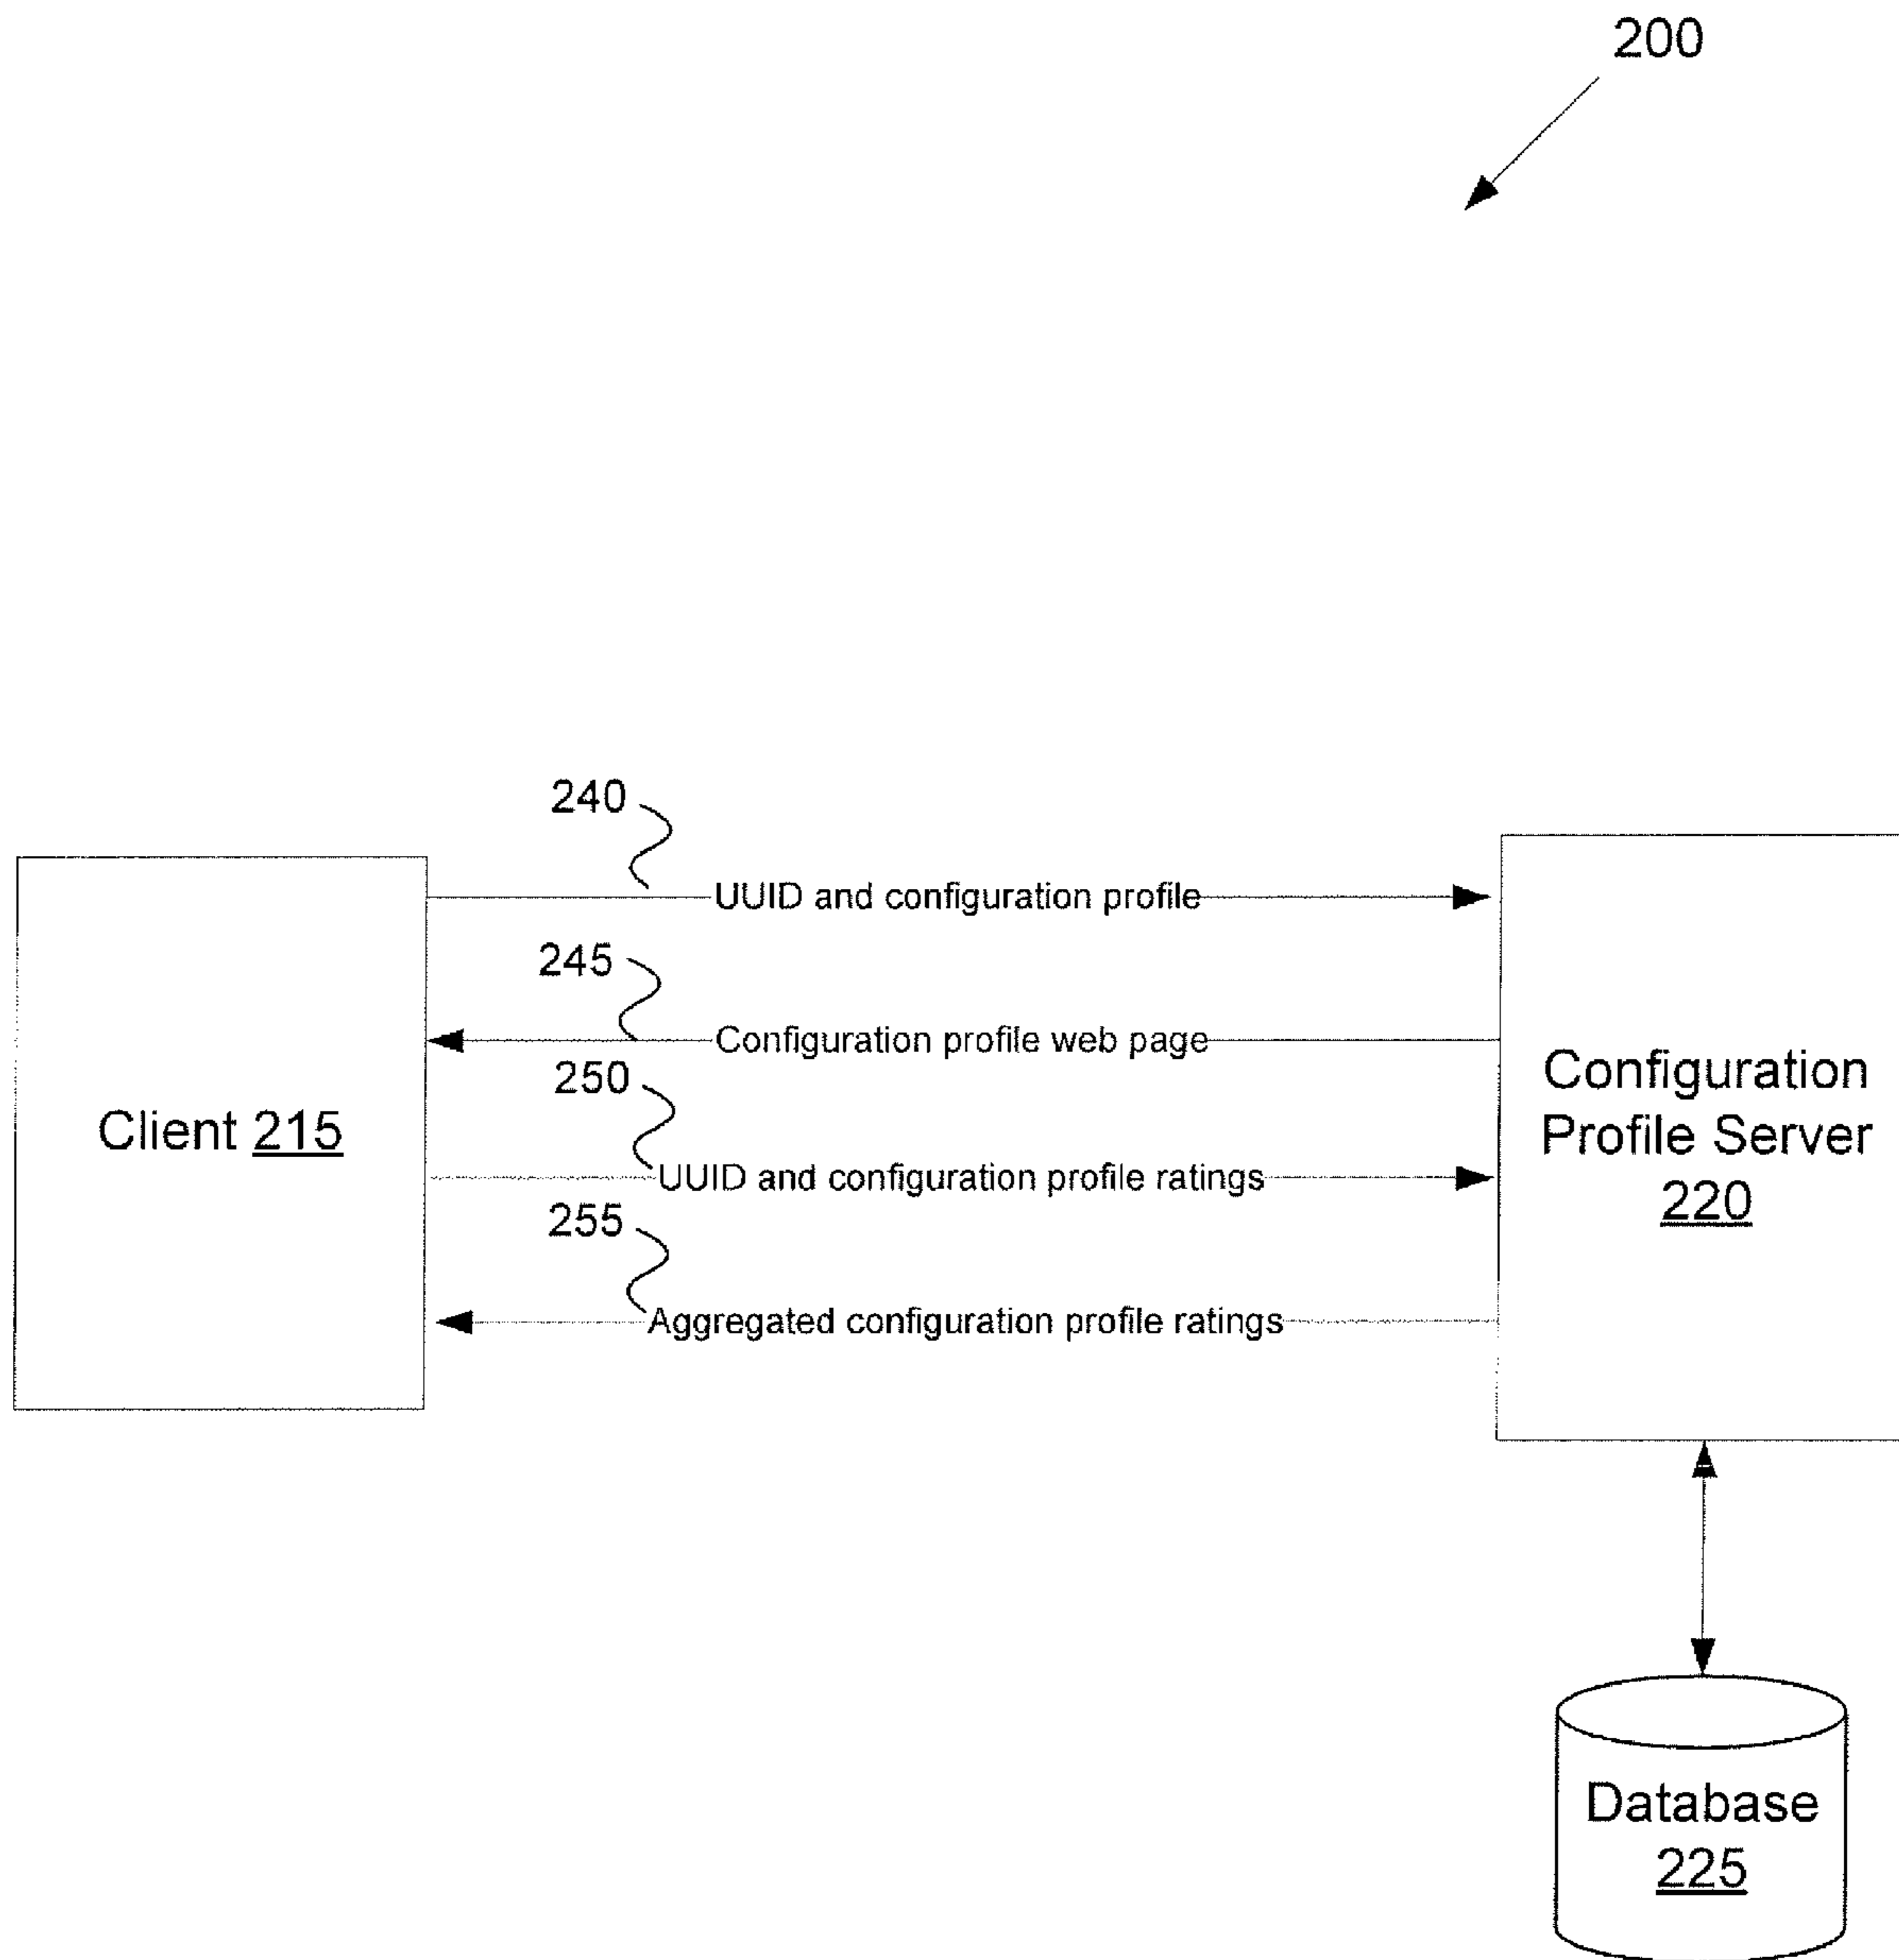 200
240
UUID and configuration profile
245
Configuration profile web page
250
Client 215
UUID and configuration profile ratings
255
Aggregated configuration profile ratings
Configuration
Profile Server
220
Database
225